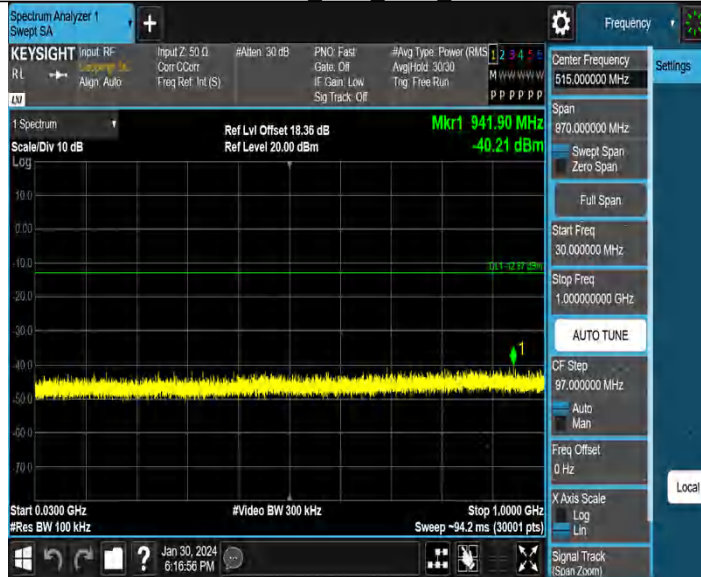 Spectrum Analyzer 1
Swept SA
+
Frequency
KEYSIGHT
RL
Input: RF
Align: Auto
Input Z: 50 Ω
Corr CCorr
Freq Ref: Int (S)
#Atten: 30 dB
PNO: Fast
Gate: Off
IF Gain: Low
Sig Track: Off
#Avg Type: Power (RMS
Avg|Hold: 30/30
Trig: Free Run
1 2 3 4 5 6
M W W W W W
P P P P P P
1 Spectrum
Scale/Div 10 dB
Log
Ref Lvl Offset 18.36 dB
Ref Level 20.00 dBm
Mkr1 941.90 MHz
-40.21 dBm
10.0
0.00
-10.0
-20.0
-30.0
-40.0
-50.0
-60.0
-70.0
1
Start 0.0300 GHz
#Res BW 100 kHz
#Video BW 300 kHz
Stop 1.0000 GHz
Sweep ~94.2 ms (30001 pts)
Jan 30, 2024
6:16:56 PM
Center Frequency
515.000000 MHz
Settings
Span
970.000000 MHz
Swept Span
Zero Span
Full Span
Start Freq
30.000000 MHz
Stop Freq
1.000000000 GHz
AUTO TUNE
CF Step
97.000000 MHz
Auto
Man
Freq Offset
0 Hz
Local
X Axis Scale
Log
Lin
Signal Track
(Span Zoom)